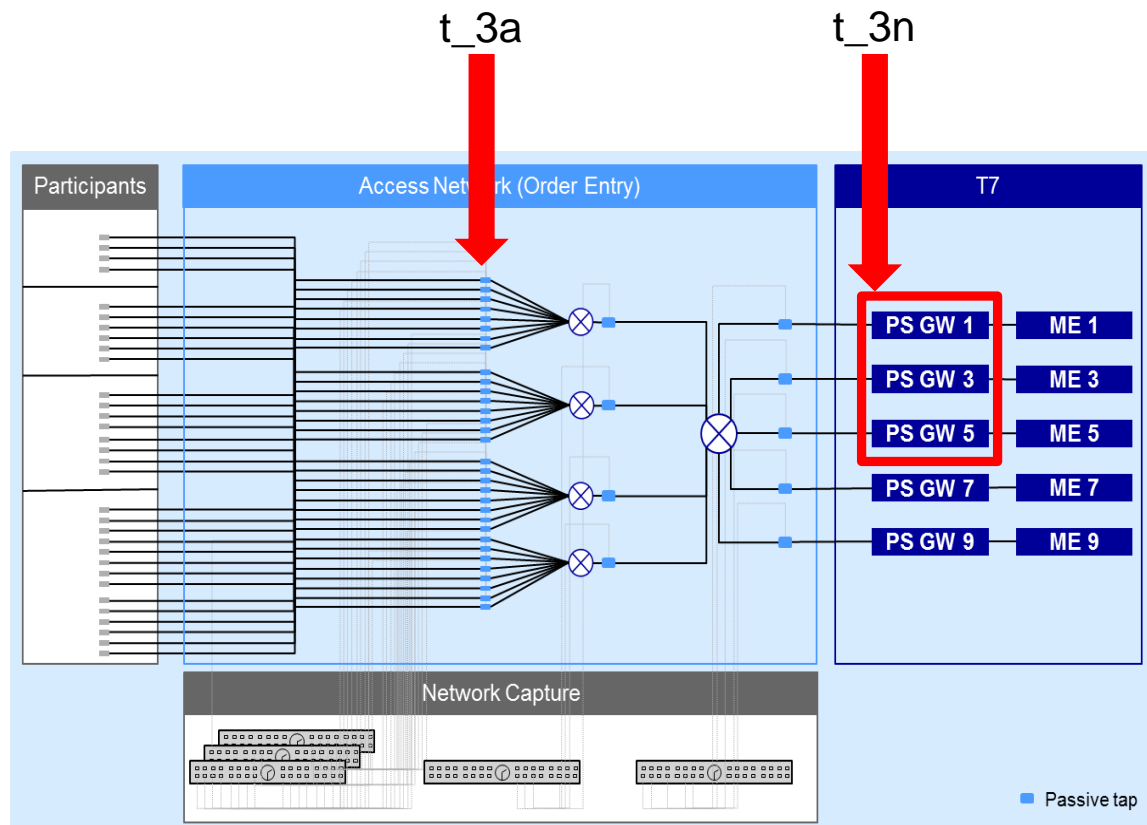 t_3a
t_3n
Participants
Access Network (Order Entry)
T7
PS GW 1
ME 1
PS GW 3
ME 3
PS GW 5
ME 5
PS GW 7
ME 7
PS GW 9
ME 9
Network Capture
Passive tap